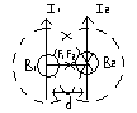 I₁ I₂
B₁ F₁ F₂ B₂
d